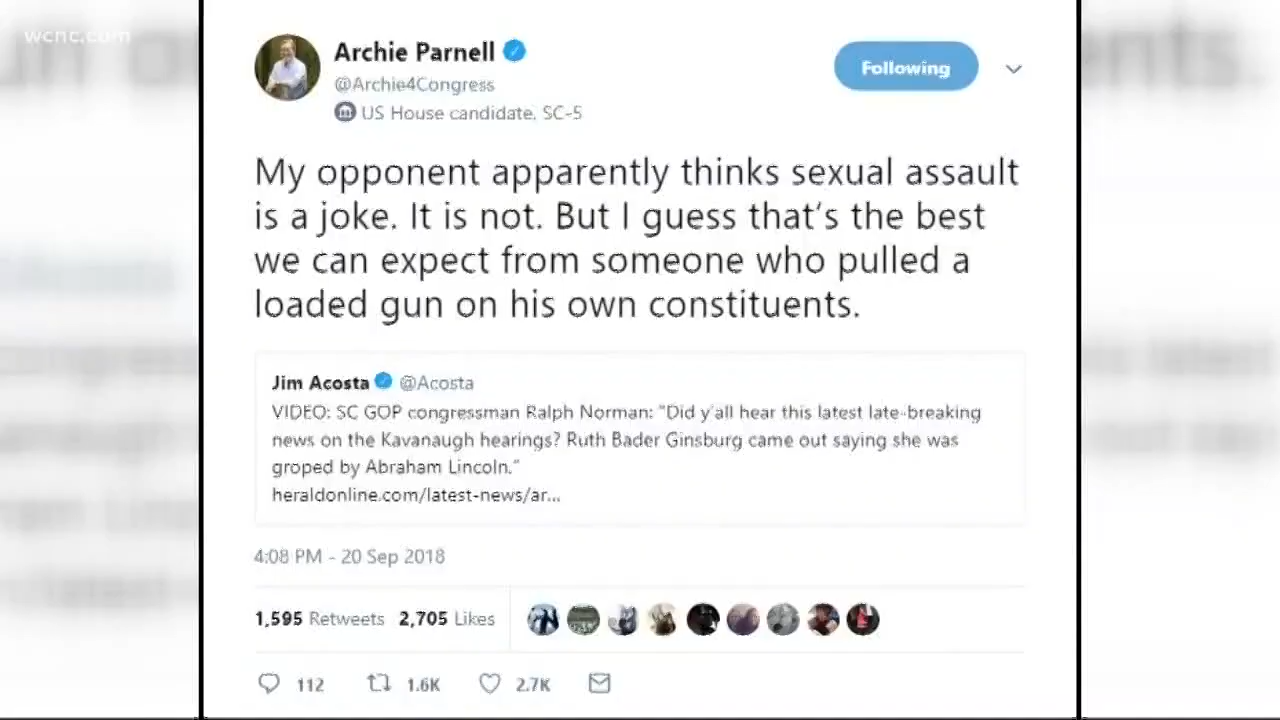 wcnc.com
Archie Parnell
Following
@Archie4Congress
US House candidate, SC-5
My opponent apparently thinks sexual assault
is a joke. It is not. But I guess that's the best
we can expect from someone who pulled a
loaded gun on his own constituents.
Jim Acosta @Acosta
VIDEO: SC GOP congressman Ralph Norman: "Did y'all hear this latest late-breaking
news on the Kavanaugh hearings? Ruth Bader Ginsburg came out saying she was
groped by Abraham Lincoln."
heraldonline.com/latest-news/ar...
4:08 PM - 20 Sep 2018
1,595 Retweets 2,705 Likes
112 1.6K 2.7K